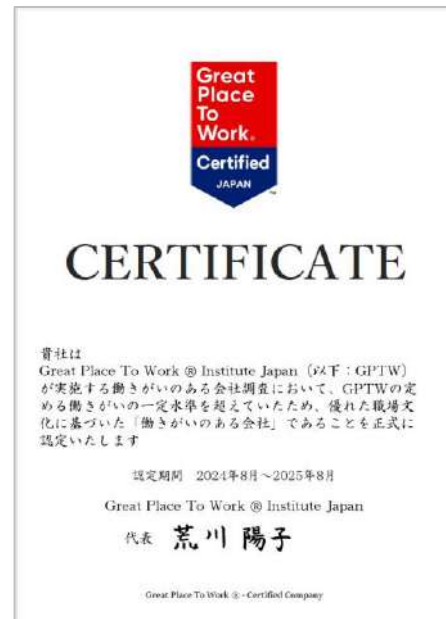 Great
Place
To
Work.
Certified
JAPAN
™
CERTIFICATE
貴社は
Great Place To Work ® Institute Japan（以下：GPTW）
が実施する働きがいのある会社調査において、GPTWの定
める働きがいの一定水準を超えていたため、優れた職場文
化に基づいた「働きがいのある会社」であることを正式に
認定いたします
認定期間　2024年8月～2025年8月
Great Place To Work ® Institute Japan
代表 荒川 陽子
Great Place To Work ® - Certified Company